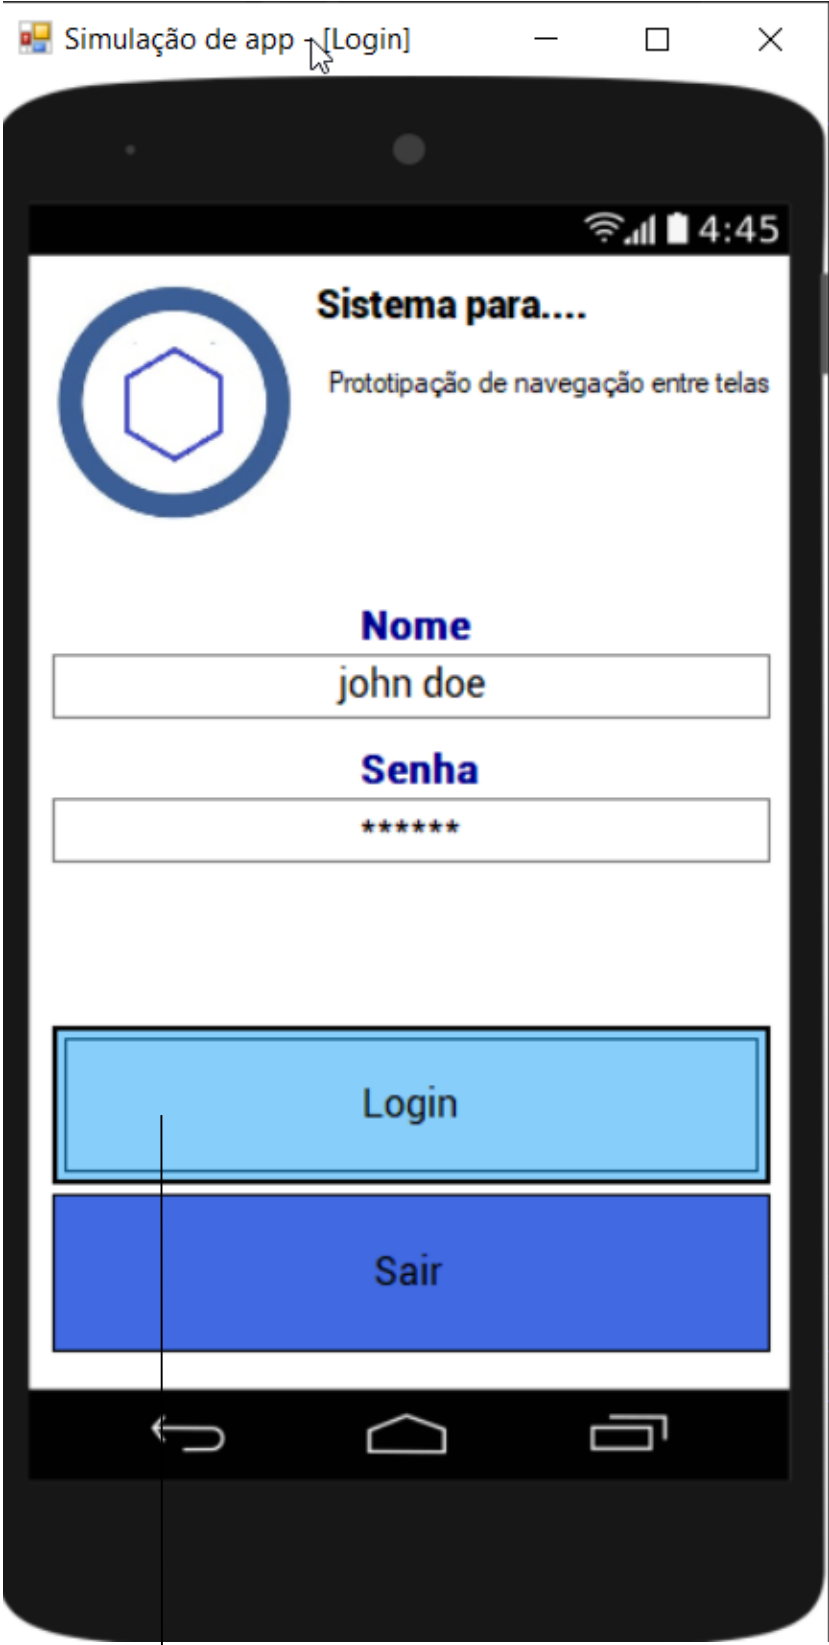 Simulação de app - [Login]
4:45
Sistema para....
Prototipação de navegação entre telas
Nome
john doe
Senha
******
Login
Sair